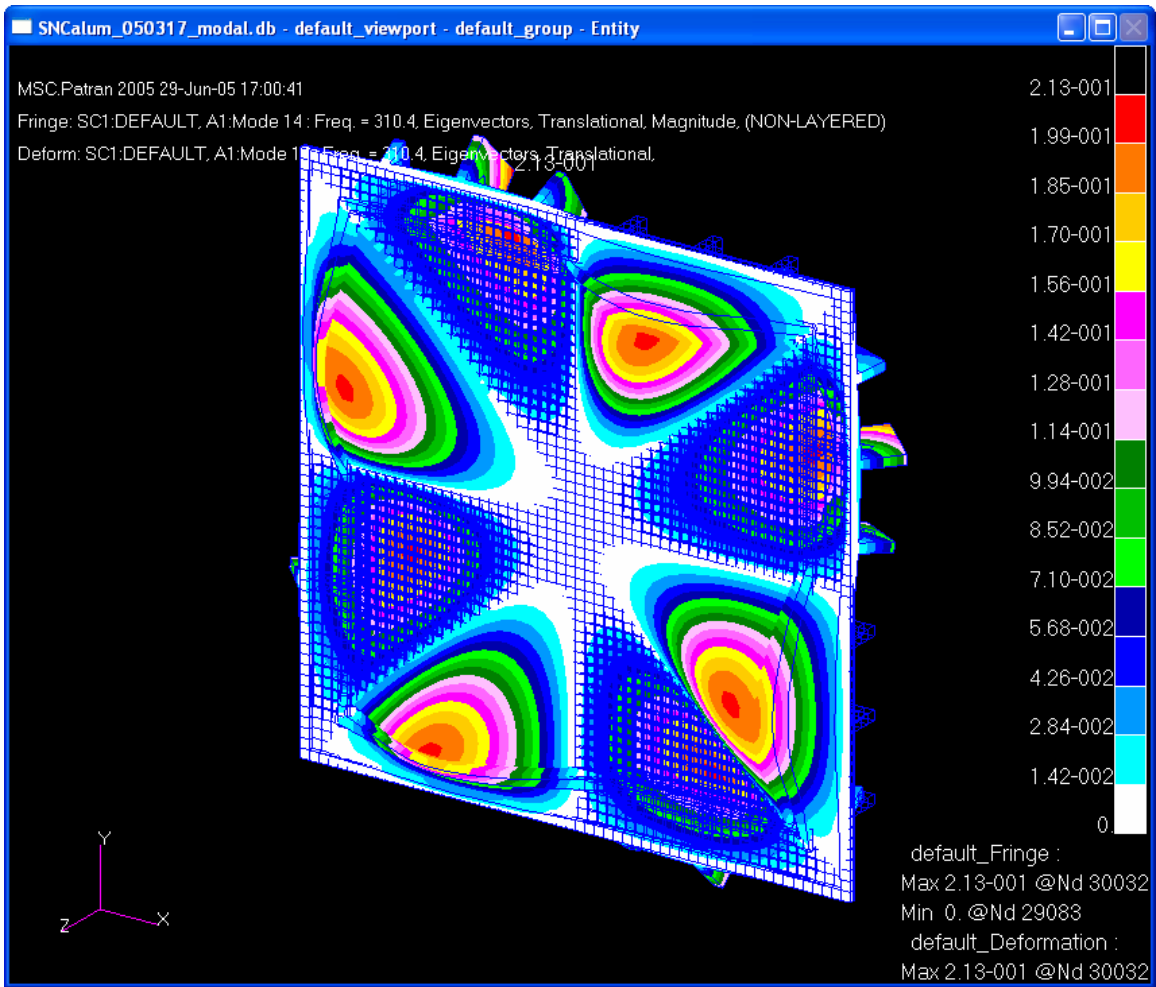 SNCalum_050317_modal.db - default_viewport - default_group - Entity
MSC.Patran 2005 29-Jun-05 17:00:41
Fringe: SC1:DEFAULT, A1:Mode 14 : Freq. = 310.4, Eigenvectors, Translational, Magnitude, (NON-LAYERED)
Deform: SC1:DEFAULT, A1:Mode 1 Freq. = 310.4, Eigenvectors, Translational,
2.13-001
2.13-001
1.99-001
1.85-001
1.70-001
1.56-001
1.42-001
1.28-001
1.14-001
9.94-002
8.52-002
7.10-002
5.68-002
4.26-002
2.84-002
1.42-002
0.
default_Fringe :
Max 2.13-001 @Nd 30032
Min 0. @Nd 29083
default_Deformation :
Max 2.13-001 @Nd 30032
Y
Z
X